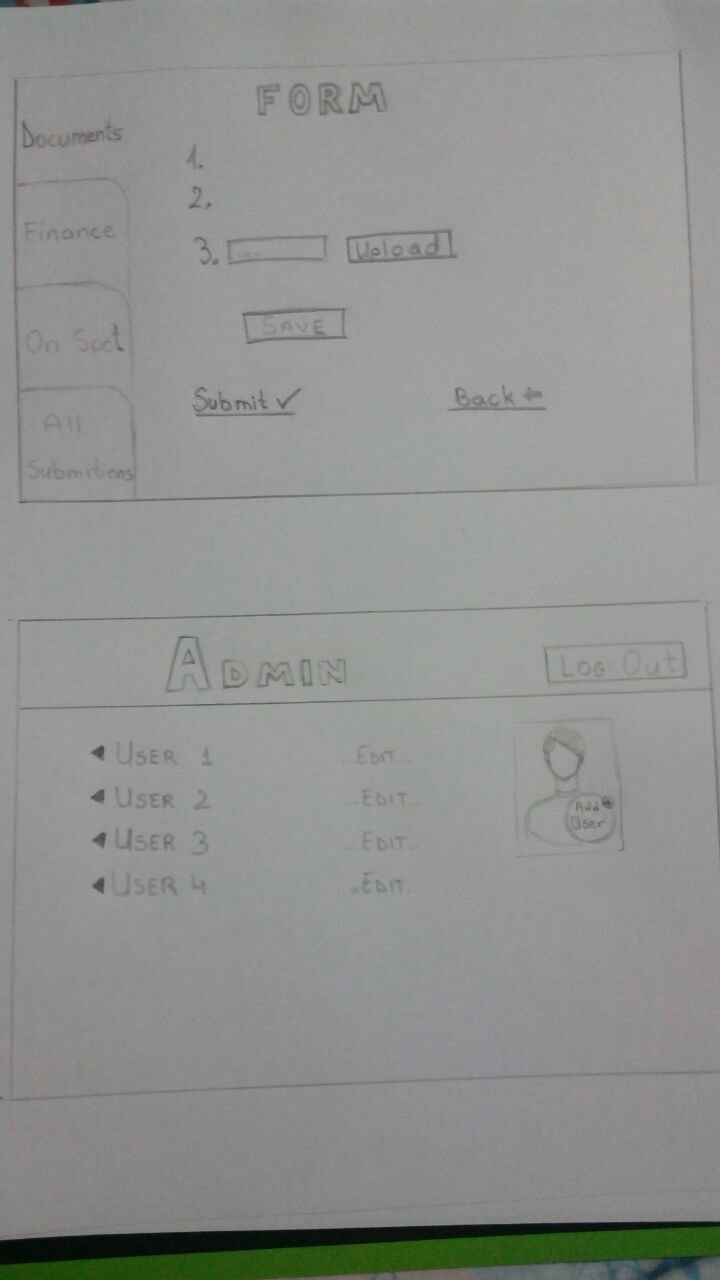 FORM
Documents
Finance
On Spot
All
Submitions
1.
2.
3. ... Upload
SAVE
Submit ✓ Back ←
ADMIN LOG OUT
USER 1 ..EDIT..
USER 2 ..EDIT..
USER 3 ..EDIT..
USER 4 ..EDIT..
Add +
User